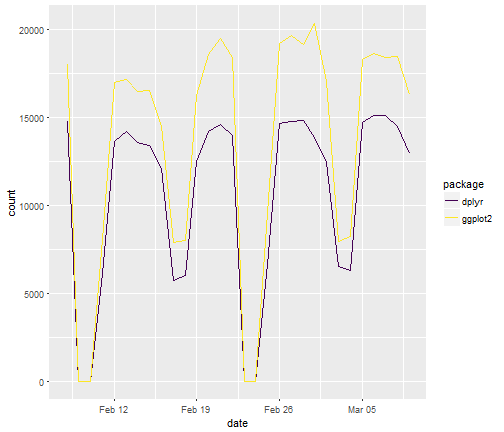 20000
15000
10000
5000
0
count
Feb 12
Feb 19
Feb 26
Mar 05
date
package
dplyr
ggplot2